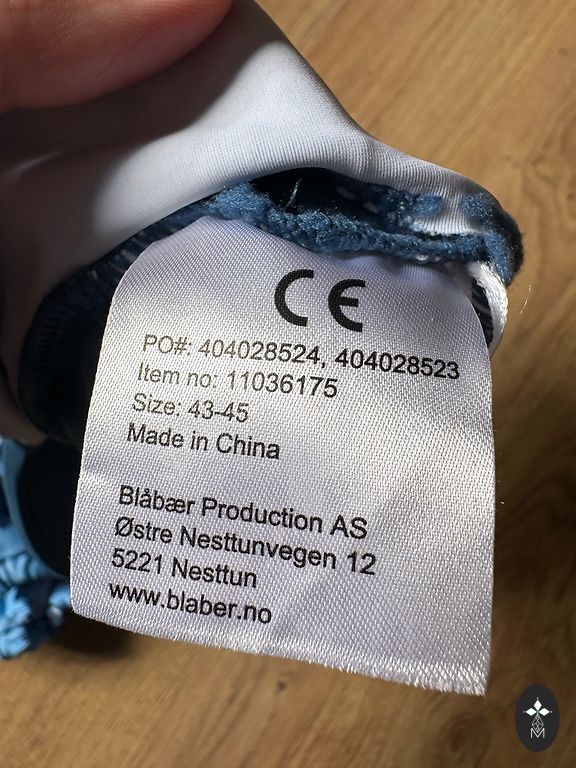 CE
PO#: 404028524, 404028523
Item no: 11036175
Size: 43-45
Made in China
Blåbær Production AS
Østre Nesttunvegen 12
5221 Nesttun
www.blaber.no
M